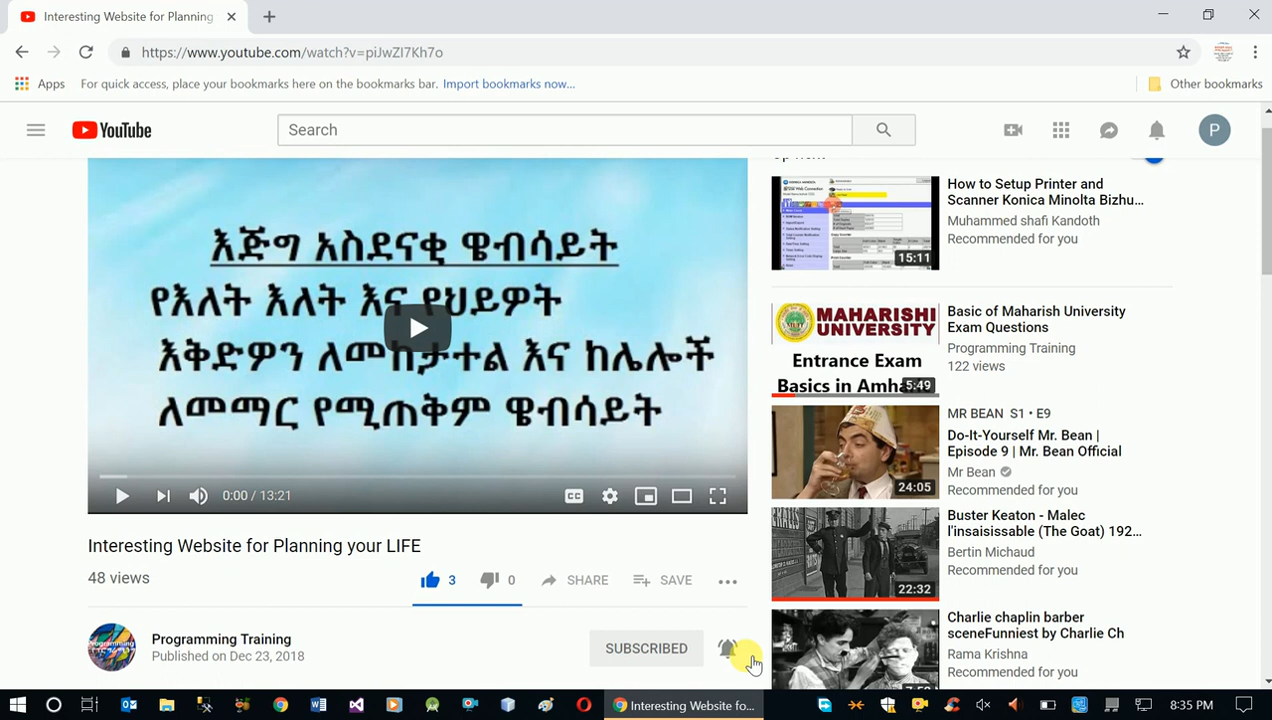 Interesting Website for Planning
https://www.youtube.com/watch?v=piJwZI7Kh7o
Apps For quick access, place your bookmarks here on the bookmarks bar. Import bookmarks now... Other bookmarks
YouTube
Search
P
እጅግ አስደናቂ ዌብሳይት
የእለት እለት እና የህይዎት
እቅድዎን ለመከታተል እና ከሌሎች
ለመማር የሚጠቅም ዌብሳይት
0:00 / 13:21
CC
Interesting Website for Planning your LIFE
48 views
3 0 SHARE SAVE
Programming Training
Published on Dec 23, 2018
SUBSCRIBED
Up next
15:11
How to Setup Printer and
Scanner Konica Minolta Bizhu...
Muhammed shafi Kandoth
Recommended for you
MAHARISHI
UNIVERSITY
Entrance Exam
Basics in Amha
5:49
Basic of Maharish University
Exam Questions
Programming Training
122 views
24:05
MR BEAN S1 • E9
Do-It-Yourself Mr. Bean |
Episode 9 | Mr. Bean Official
Mr Bean
Recommended for you
22:32
Buster Keaton - Malec
l'insaisissable (The Goat) 192...
Bertin Michaud
Recommended for you
Charlie chaplin barber
sceneFunniest by Charlie Ch
Rama Krishna
Recommended for you
Interesting Website fo...
8:35 PM